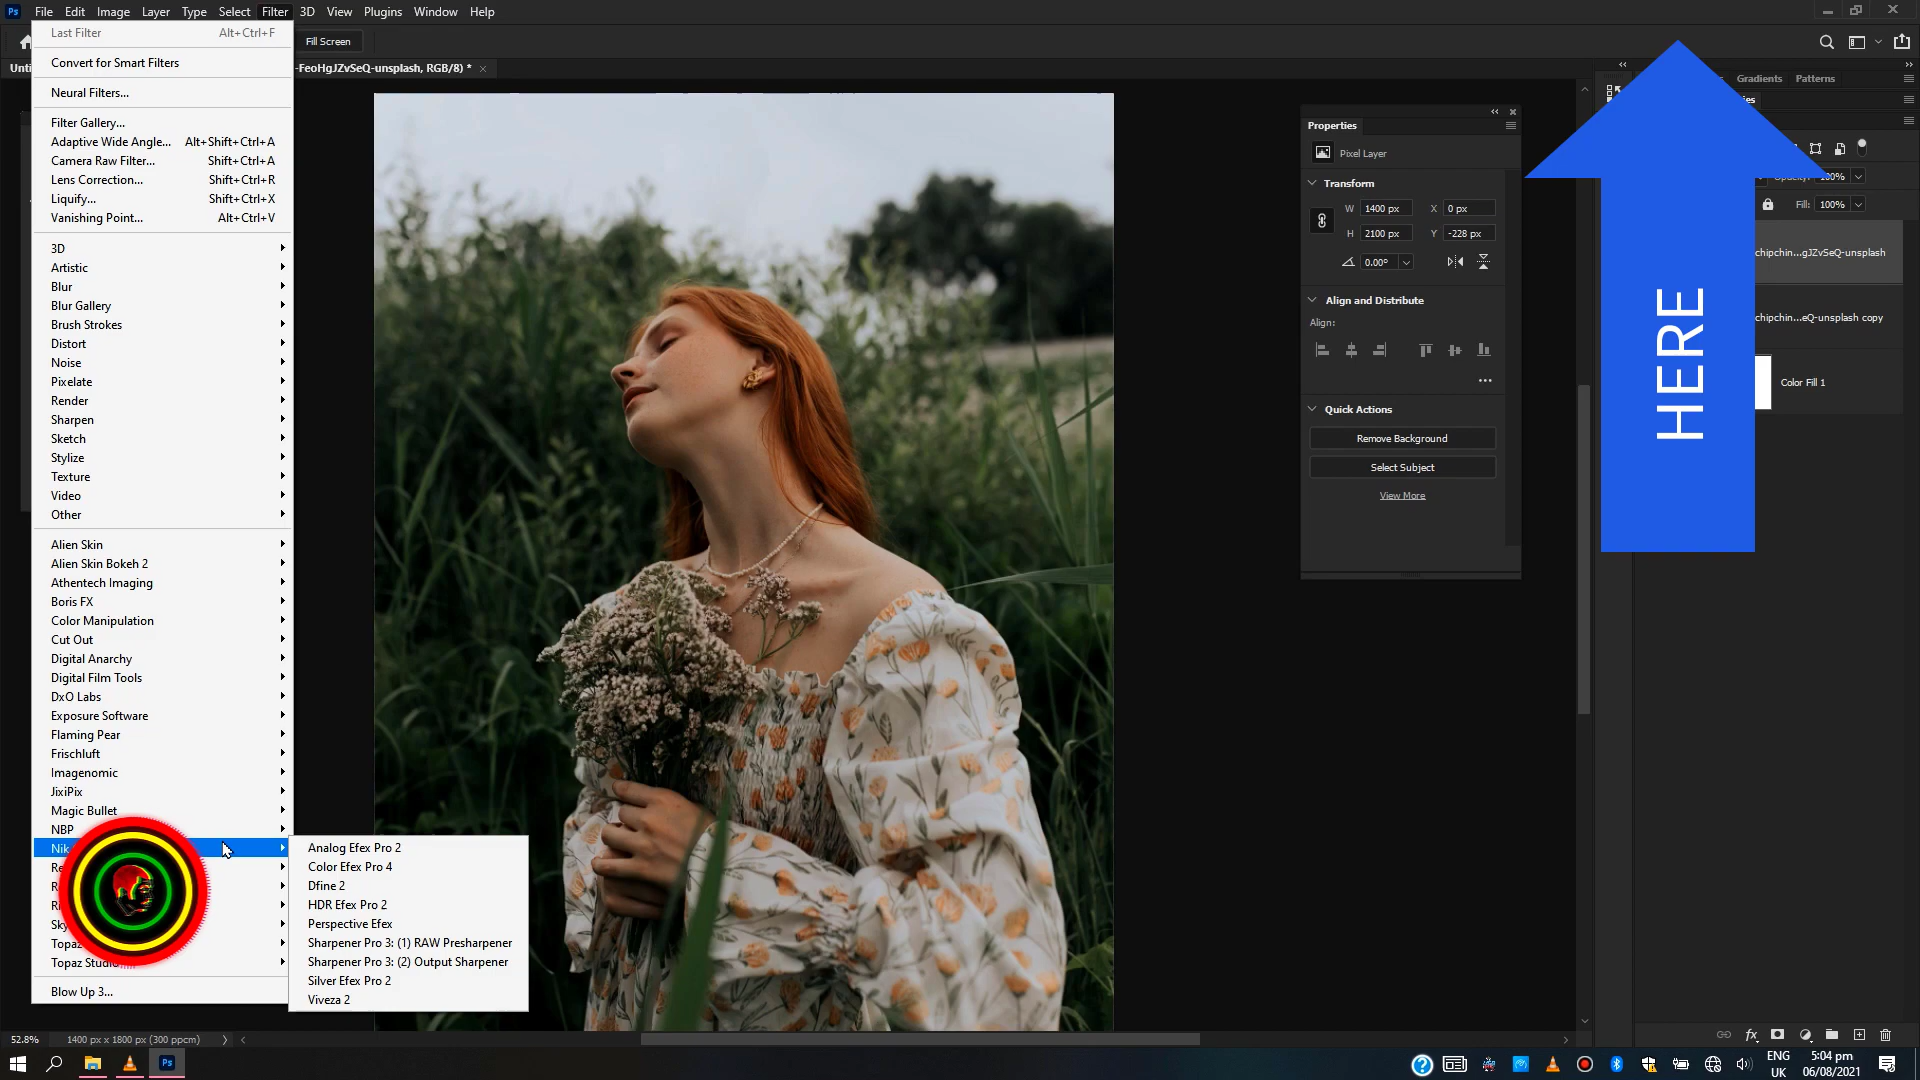 File Edit Image Layer Type Select Filter 3D View Plugins Window Help
Last Filter Alt+Ctrl+F
Convert for Smart Filters
Neural Filters...
Filter Gallery...
Adaptive Wide Angle... Alt+Shift+Ctrl+A
Camera Raw Filter... Shift+Ctrl+A
Lens Correction... Shift+Ctrl+R
Liquify... Shift+Ctrl+X
Vanishing Point... Alt+Ctrl+V
3D
Artistic
Blur
Blur Gallery
Brush Strokes
Distort
Noise
Pixelate
Render
Sharpen
Sketch
Stylize
Texture
Video
Other
Alien Skin
Alien Skin Bokeh 2
Athentech Imaging
Boris FX
Color Manipulation
Cut Out
Digital Anarchy
Digital Film Tools
DxO Labs
Exposure Software
Flaming Pear
Frischluft
Imagenomic
JixiPix
Magic Bullet
NBP
Nik
Topaz
Topaz Studio
Blow Up 3...
Analog Efex Pro 2
Color Efex Pro 4
Dfine 2
HDR Efex Pro 2
Perspective Efex
Sharpener Pro 3: (1) RAW Presharpener
Sharpener Pro 3: (2) Output Sharpener
Silver Efex Pro 2
Viveza 2
Fill Screen
-FeoHgJZvSeQ-unsplash, RGB/8) *
Properties
Pixel Layer
Transform
W 1400 px X 0 px
H 2100 px Y -228 px
0.00°
Align and Distribute
Align:
Quick Actions
Remove Background
Select Subject
View More
HERE
Gradients Patterns
100%
Fill: 100%
chipchin...gJZvSeQ-unsplash
chipchin...eQ-unsplash copy
Color Fill 1
52.8% 1400 px x 1800 px (300 ppcm)
Ps
ENG
UK
5:04 pm
06/08/2021